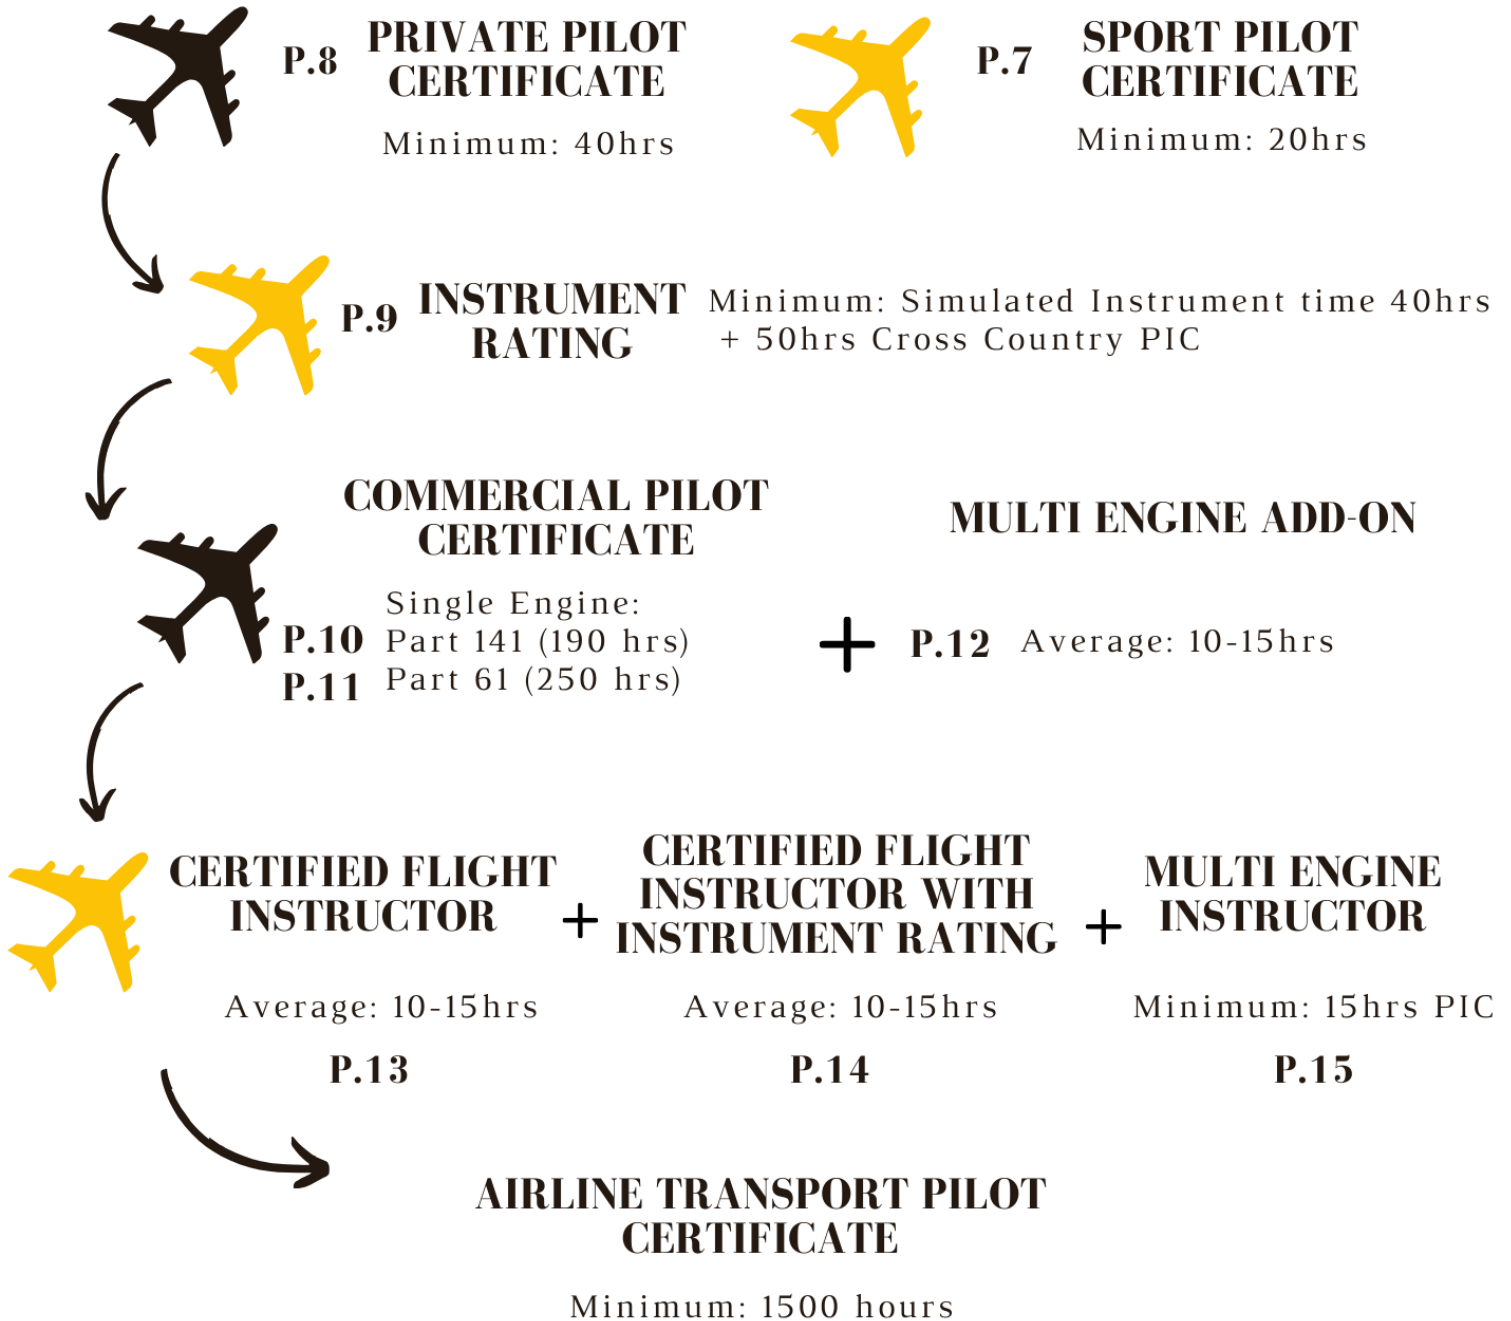 P.8
PRIVATE PILOT
CERTIFICATE
Minimum: 40hrs
P.7
SPORT PILOT
CERTIFICATE
Minimum: 20hrs
P.9
INSTRUMENT
RATING
Minimum: Simulated Instrument time 40hrs
+ 50hrs Cross Country PIC
COMMERCIAL PILOT
CERTIFICATE
Single Engine:
P.10 Part 141 (190 hrs)
P.11 Part 61 (250 hrs)
+
MULTI ENGINE ADD-ON
P.12 Average: 10-15hrs
CERTIFIED FLIGHT
INSTRUCTOR
Average: 10-15hrs
P.13
+
CERTIFIED FLIGHT
INSTRUCTOR WITH
INSTRUMENT RATING
Average: 10-15hrs
P.14
+
MULTI ENGINE
INSTRUCTOR
Minimum: 15hrs PIC
P.15
AIRLINE TRANSPORT PILOT
CERTIFICATE
Minimum: 1500 hours